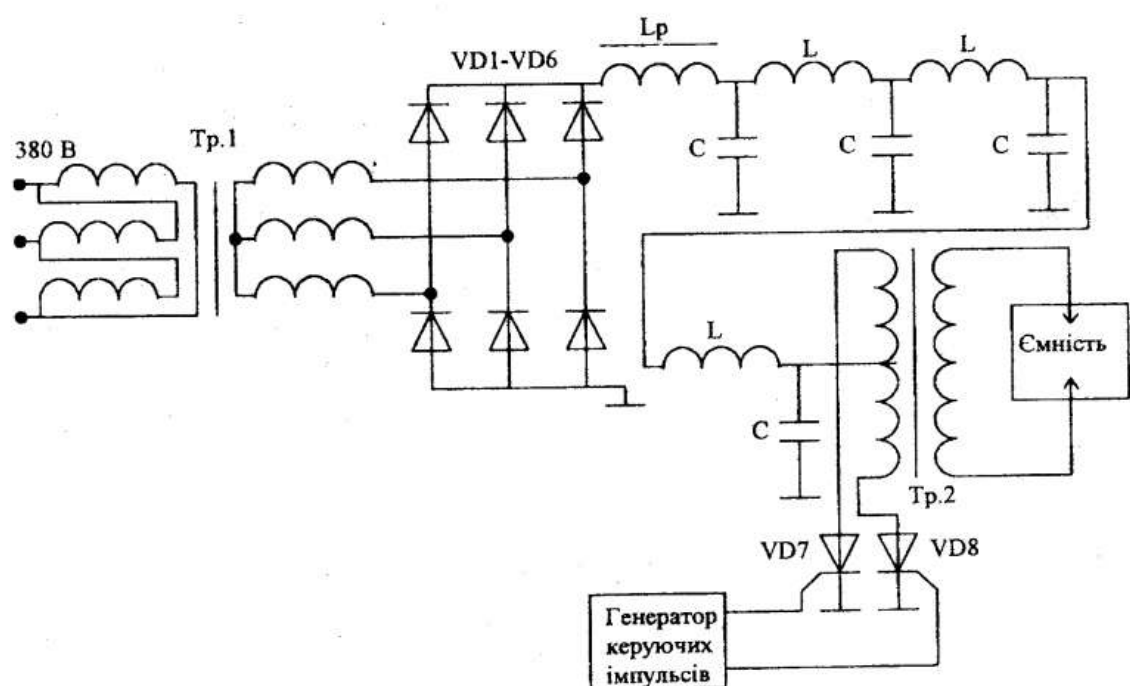 Lp
L
L
VD1-VD6
Тр.1
380 В
C
C
C
L
Ємність
C
Тр.2
VD7
VD8
Генератор
керуючих
імпульсів